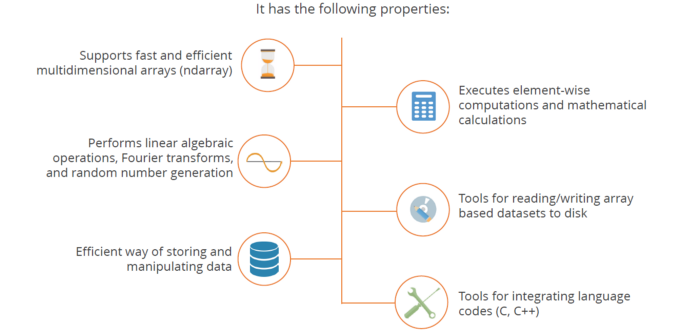 It has the following properties:
Supports fast and efficient
multidimensional arrays (ndarray)
Executes element-wise
computations and mathematical
calculations
Performs linear algebraic
operations, Fourier transforms,
and random number generation
Tools for reading/writing array
based datasets to disk
Efficient way of storing and
manipulating data
Tools for integrating language
codes (C, C++)